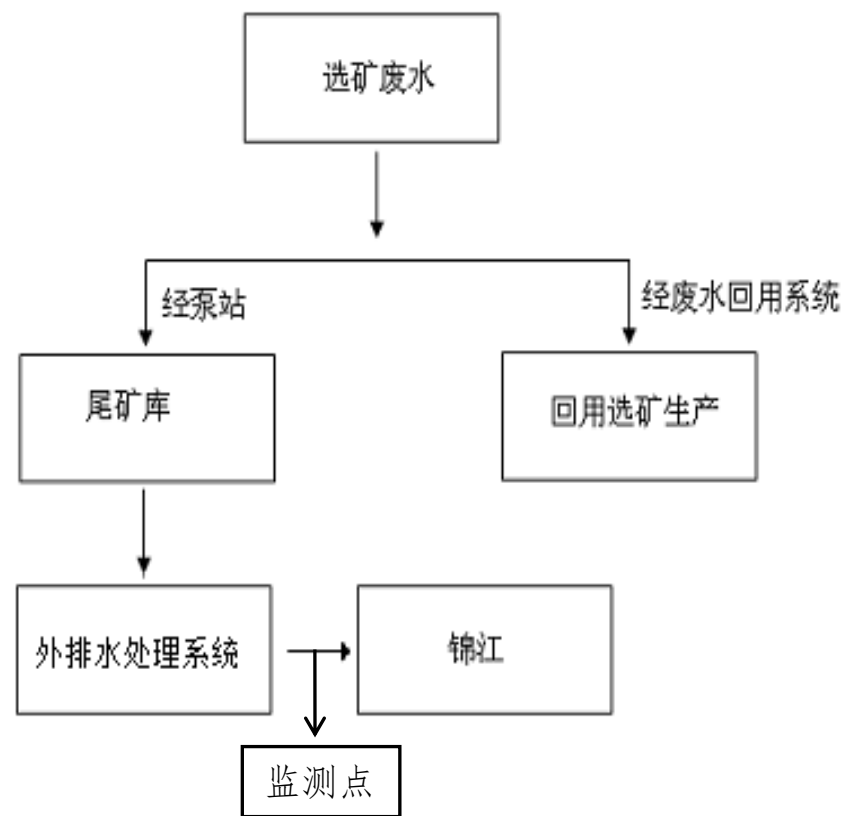 选矿废水
经泵站
经废水回用系统
尾矿库
回用选矿生产
外排水处理系统
锦江
监测点